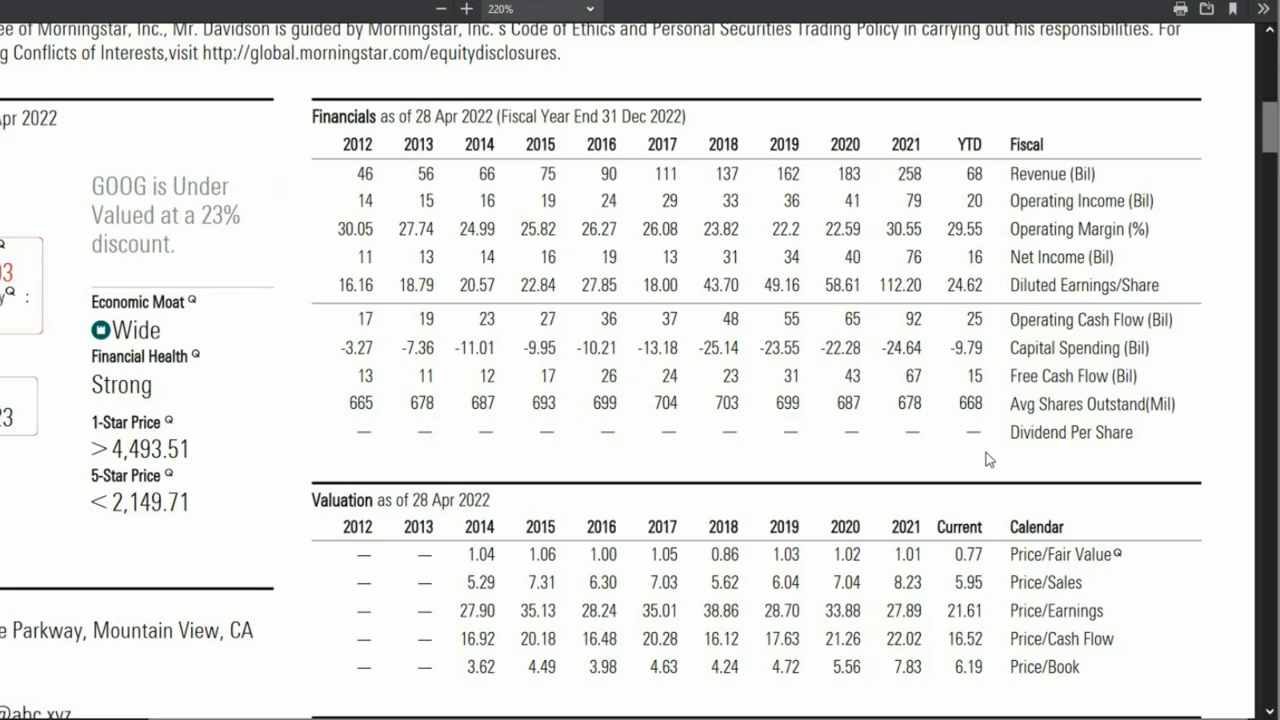 220%
ee of Morningstar, Inc., Mr. Davidson is guided by Morningstar, Inc.'s Code of Ethics and Personal Securities Trading Policy in carrying out his responsibilities. For
g Conflicts of Interests,visit http://global.morningstar.com/equitydisclosures.
Apr 2022
GOOG is Under
Valued at a 23%
discount.
03
yQ :
Economic Moat Q
Wide
Financial Health Q
Strong
23
1-Star Price Q
> 4,493.51
5-Star Price Q
< 2,149.71
e Parkway, Mountain View, CA
@abc.xyz
Financials as of 28 Apr 2022 (Fiscal Year End 31 Dec 2022)
2012 2013 2014 2015 2016 2017 2018 2019 2020 2021 YTD Fiscal
46 56 66 75 90 111 137 162 183 258 68 Revenue (Bil)
14 15 16 19 24 29 33 36 41 79 20 Operating Income (Bil)
30.05 27.74 24.99 25.82 26.27 26.08 23.82 22.2 22.59 30.55 29.55 Operating Margin (%)
11 13 14 16 19 13 31 34 40 76 16 Net Income (Bil)
16.16 18.79 20.57 22.84 27.85 18.00 43.70 49.16 58.61 112.20 24.62 Diluted Earnings/Share
17 19 23 27 36 37 48 55 65 92 25 Operating Cash Flow (Bil)
-3.27 -7.36 -11.01 -9.95 -10.21 -13.18 -25.14 -23.55 -22.28 -24.64 -9.79 Capital Spending (Bil)
13 11 12 17 26 24 23 31 43 67 15 Free Cash Flow (Bil)
665 678 687 693 699 704 703 699 687 678 668 Avg Shares Outstand(Mil)
— — — — — — — — — — — Dividend Per Share
Valuation as of 28 Apr 2022
2012 2013 2014 2015 2016 2017 2018 2019 2020 2021 Current Calendar
— — 1.04 1.06 1.00 1.05 0.86 1.03 1.02 1.01 0.77 Price/Fair Value Q
— — 5.29 7.31 6.30 7.03 5.62 6.04 7.04 8.23 5.95 Price/Sales
— — 27.90 35.13 28.24 35.01 38.86 28.70 33.88 27.89 21.61 Price/Earnings
— — 16.92 20.18 16.48 20.28 16.12 17.63 21.26 22.02 16.52 Price/Cash Flow
— — 3.62 4.49 3.98 4.63 4.24 4.72 5.56 7.83 6.19 Price/Book